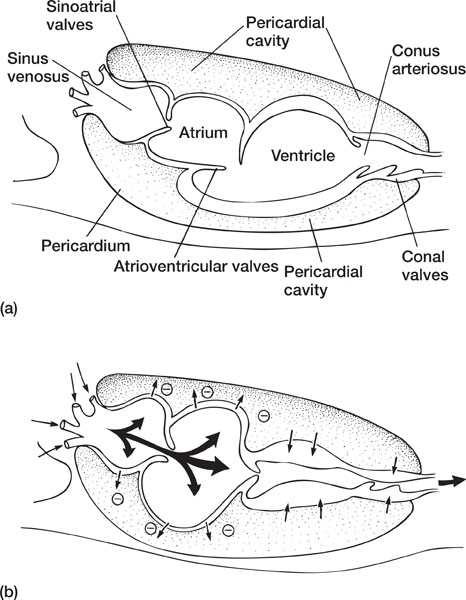 Sinoatrial
valves
Pericardial
cavity
Sinus
venosus
Conus
arteriosus
Atrium
Ventricle
Pericardium
Atrioventricular valves
Pericardial
cavity
Conal
valves
(a)
(b)